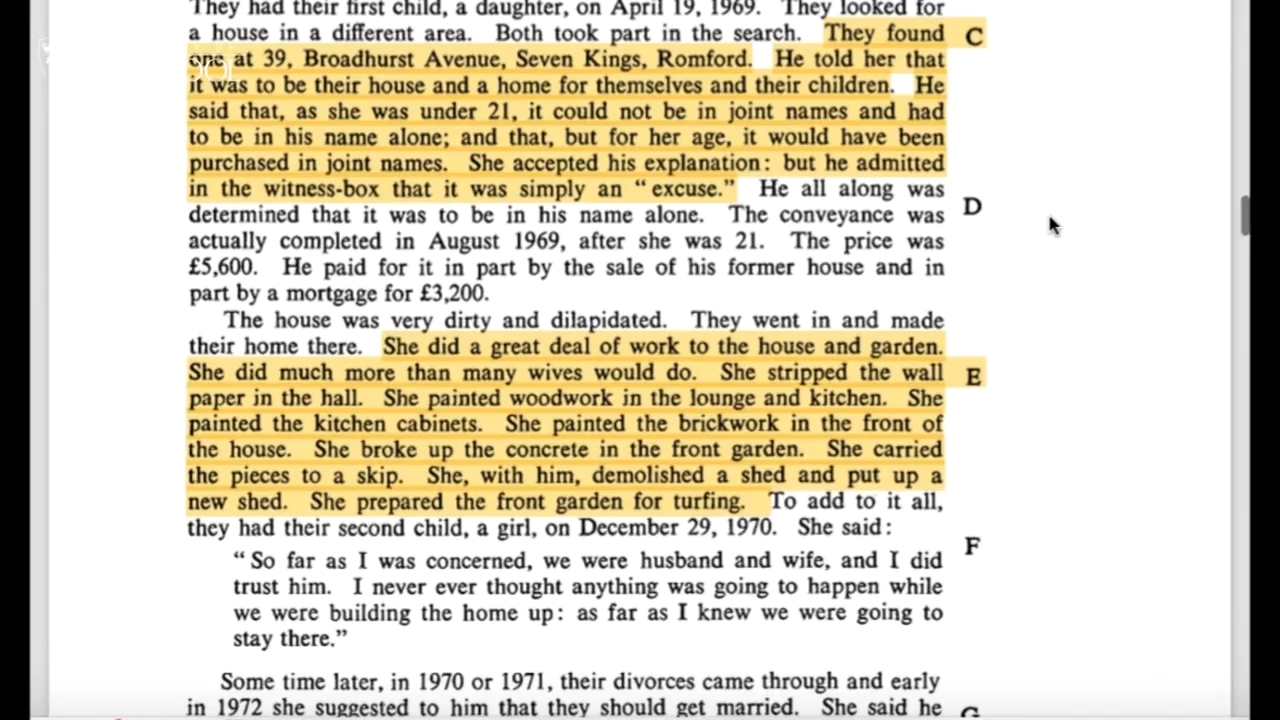 They had their first child, a daughter, on April 19, 1969. They looked for
a house in a different area. Both took part in the search. They found
C
at 39, Broadhurst Avenue, Seven Kings, Romford. He told her that
it was to be their house and a home for themselves and their children. He
said that, as she was under 21, it could not be in joint names and had
to be in his name alone; and that, but for her age, it would have been
purchased in joint names. She accepted his explanation: but he admitted
in the witness-box that it was simply an “ excuse.” He all along was
D
determined that it was to be in his name alone. The conveyance was
actually completed in August 1969, after she was 21. The price was
£5,600. He paid for it in part by the sale of his former house and in
part by a mortgage for £3,200.
The house was very dirty and dilapidated. They went in and made
their home there. She did a great deal of work to the house and garden.
She did much more than many wives would do. She stripped the wall
E
paper in the hall. She painted woodwork in the lounge and kitchen. She
painted the kitchen cabinets. She painted the brickwork in the front of
the house. She broke up the concrete in the front garden. She carried
the pieces to a skip. She, with him, demolished a shed and put up a
new shed. She prepared the front garden for turfing. To add to it all,
they had their second child, a girl, on December 29, 1970. She said:
F
“ So far as I was concerned, we were husband and wife, and I did
trust him. I never ever thought anything was going to happen while
we were building the home up: as far as I knew we were going to
stay there.”
Some time later, in 1970 or 1971, their divorces came through and early
in 1972 she suggested to him that they should get married. She said he
G